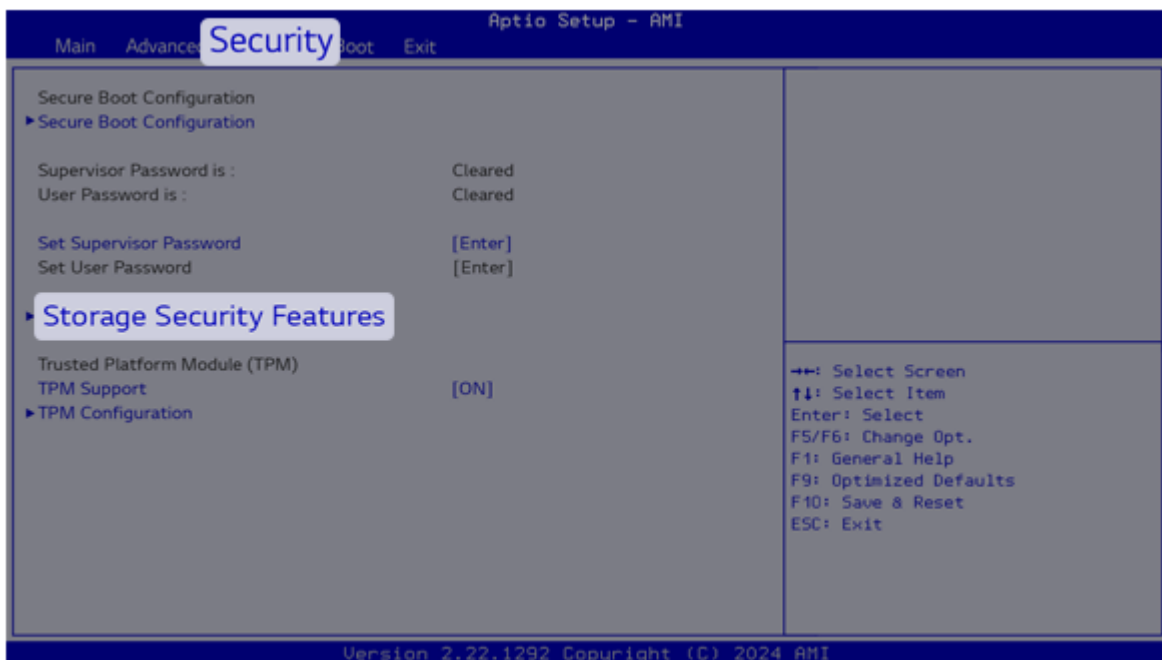 Aptio Setup – AMI
Main Advanced Security Boot Exit
Secure Boot Configuration
►Secure Boot Configuration
Supervisor Password is : Cleared
User Password is : Cleared
Set Supervisor Password [Enter]
Set User Password [Enter]
►Storage Security Features
Trusted Platform Module (TPM)
TPM Support [ON]
►TPM Configuration
→←: Select Screen
↑↓: Select Item
Enter: Select
F5/F6: Change Opt.
F1: General Help
F9: Optimized Defaults
F10: Save & Reset
ESC: Exit
Version 2.22.1292 Copyright (C) 2024 AMI